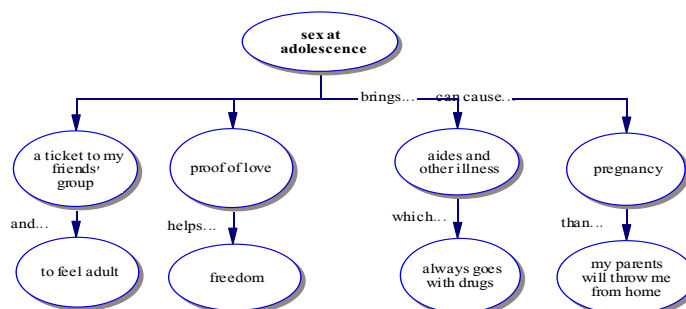 sex at
adolescence
brings...
can cause...
a ticket to my
friends'
group
proof of love
aides and
other illness
pregnancy
and...
helps...
which...
than...
to feel adult
freedom
always goes
with drugs
my parents
will throw me
from home